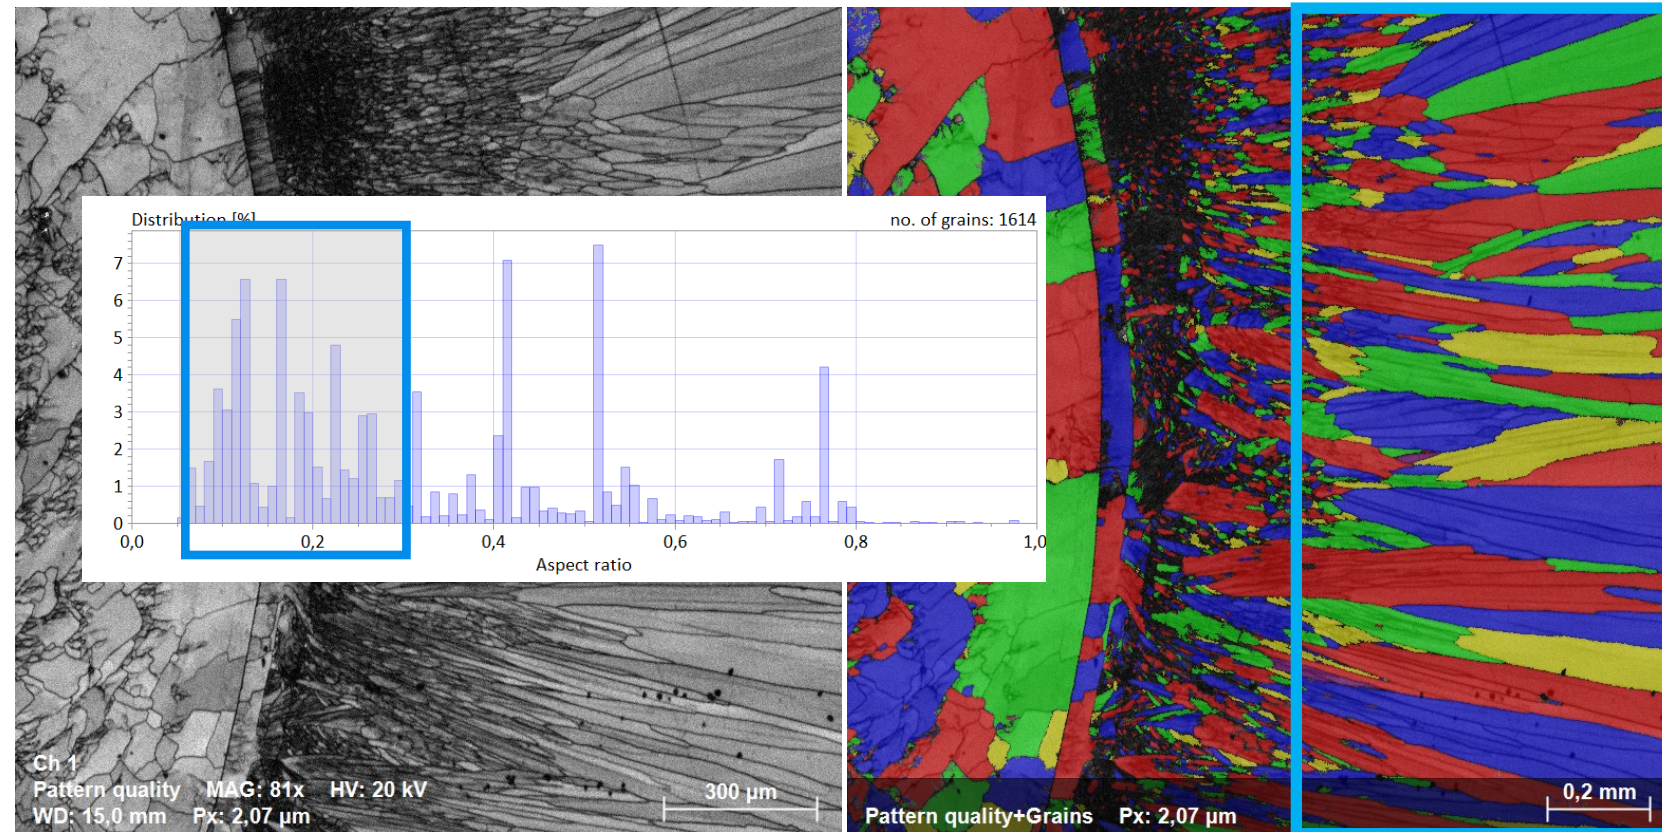 Distribution [%]
no. of grains: 1614
7
6
5
4
3
2
1
0
0,0
0,2
0,4
0,6
0,8
1,0
Aspect ratio
Ch 1
Pattern quality MAG: 81x HV: 20 kV
WD: 15,0 mm Px: 2,07 µm
300 µm
Pattern quality+Grains Px: 2,07 µm
0,2 mm